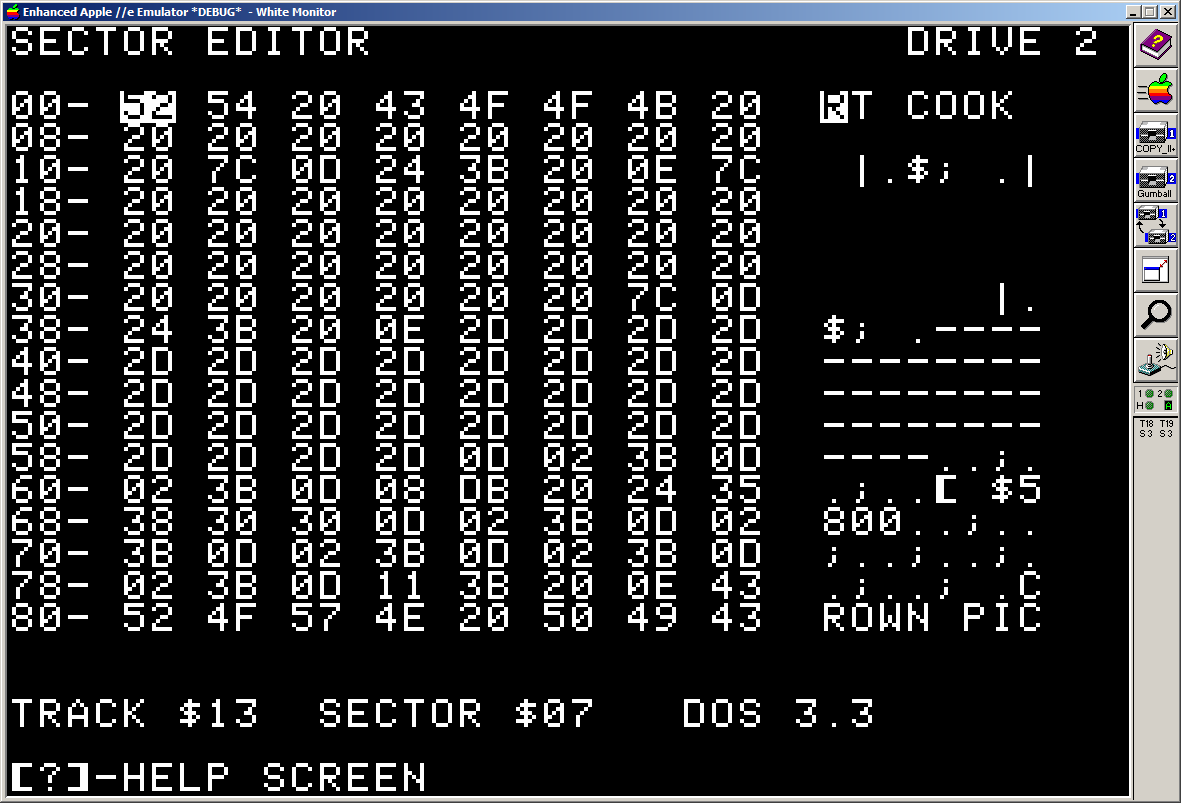 Enhanced Apple //e Emulator *DEBUG* - White Monitor
SECTOR EDITOR DRIVE 2
00- 52 54 20 43 4F 4F 4B 20 RT COOK
08- 20 20 20 20 20 20 20 20
10- 20 7C 0D 24 3B 20 0E 7C |.$; .|
18- 20 20 20 20 20 20 20 20
20- 20 20 20 20 20 20 20 20
28- 20 20 20 20 20 20 20 20
30- 20 20 20 20 20 20 7C 0D |.
38- 24 3B 20 0E 2D 2D 2D 2D $; .----
40- 2D 2D 2D 2D 2D 2D 2D 2D --------
48- 2D 2D 2D 2D 2D 2D 2D 2D --------
50- 2D 2D 2D 2D 2D 2D 2D 2D --------
58- 2D 2D 2D 2D 0D 02 3B 0D ----..;.
60- 02 3B 0D 08 DB 20 24 35 .;..[ $5
68- 38 30 30 0D 02 3B 0D 02 800..;..
70- 3B 0D 02 3B 0D 02 3B 0D ;..;..;.
78- 02 3B 0D 11 3B 20 0E 43 .;..; .C
80- 52 4F 57 4E 20 50 49 43 ROWN PIC
TRACK $13 SECTOR $07 DOS 3.3
[?]-HELP SCREEN
?
1
COPY_II+
2
Gumball
1
2
1 2
H A
T18 T19
S 3 S 3